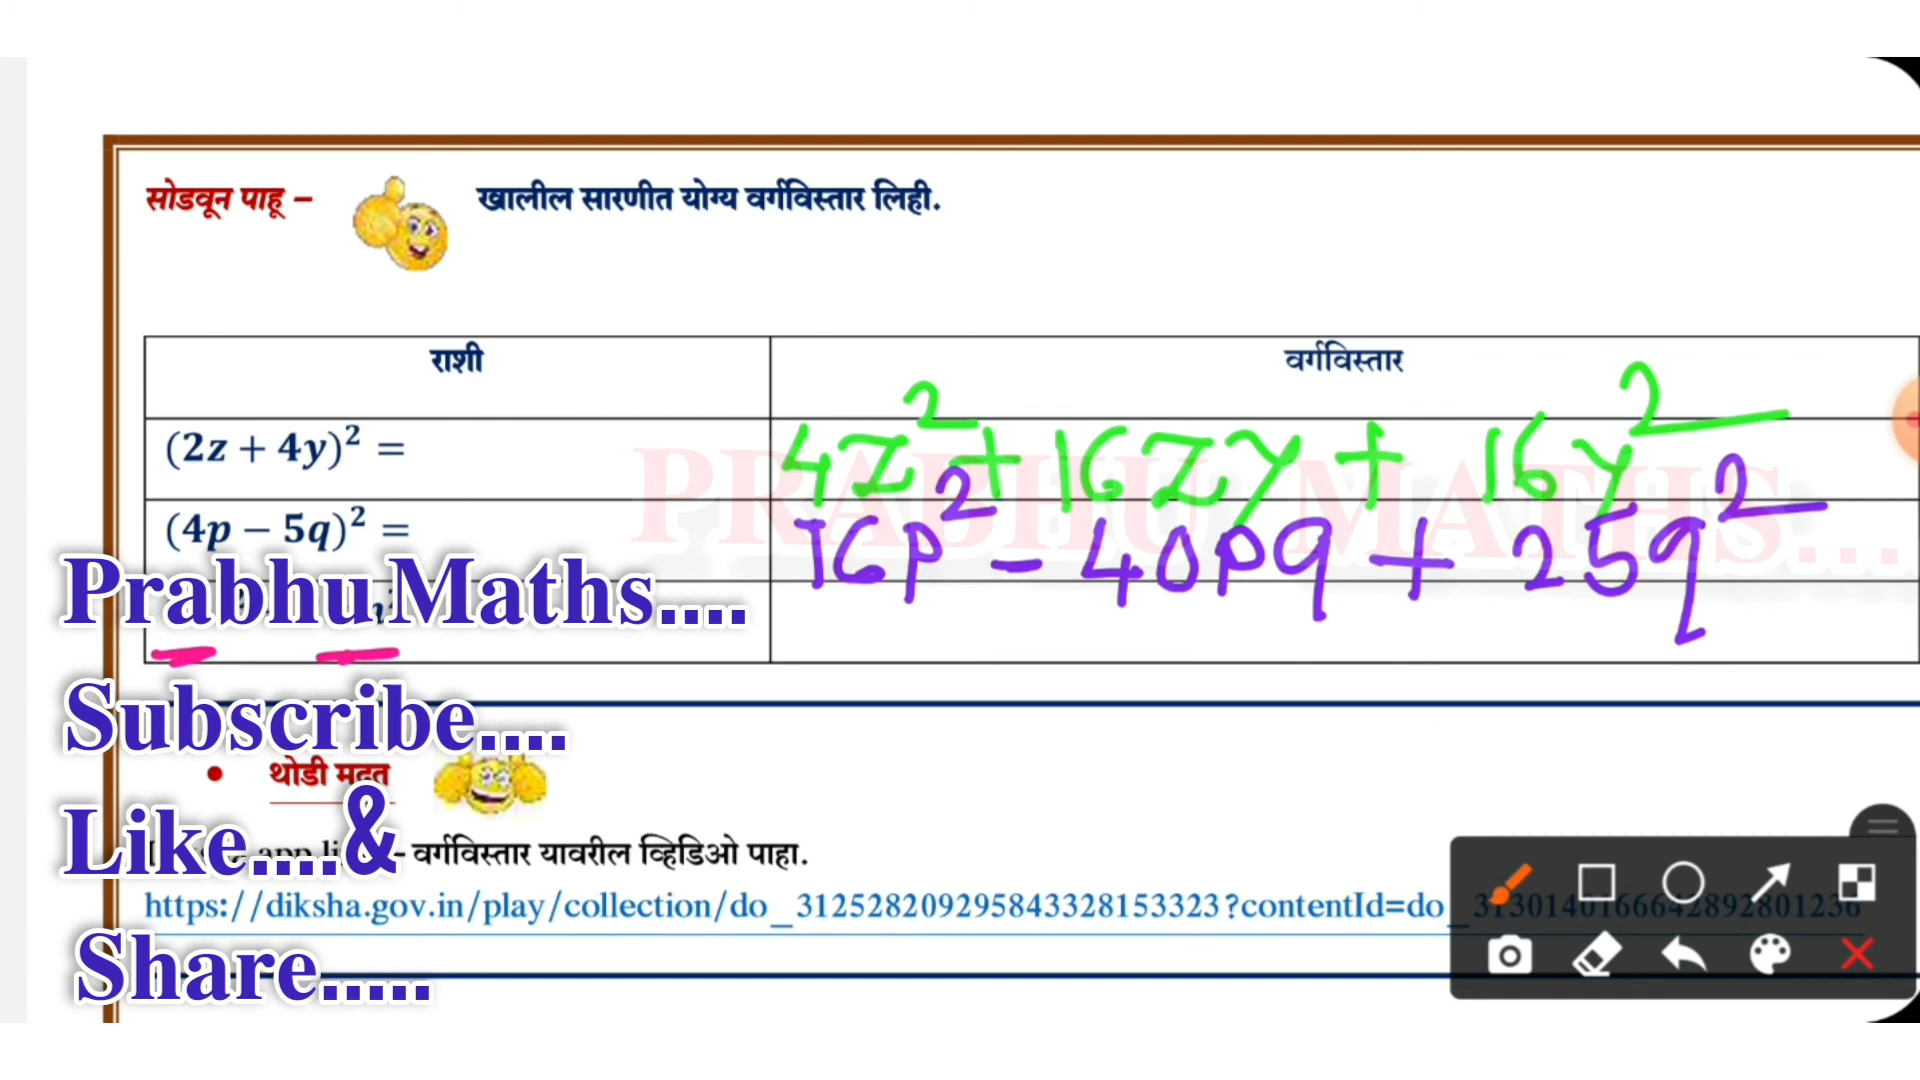 सोडवून पाहू –
खालील सारणीत योग्य वर्गविस्तार लिही.
राशी
वर्गविस्तार
(2z + 4y)² =
4z² + 16zy + 16y²
(4p − 5q)² =
16p² − 40pq + 25q²
PRABHU MATHS...
PrabhuMaths....
Subscribe....
• थोडी मदत
Like....&
– वर्गविस्तार यावरील व्हिडिओ पाहा.
https://diksha.gov.in/play/collection/do_312528209295843328153323?contentId=do_3130140166642892801236
Share.....